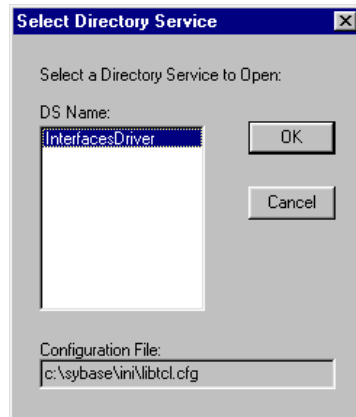 Select Directory Service
Select a Directory Service to Open:
DS Name:
InterfacesDriver
OK
Cancel
Configuration File:
c:\sybase\ini\libtcl.cfg